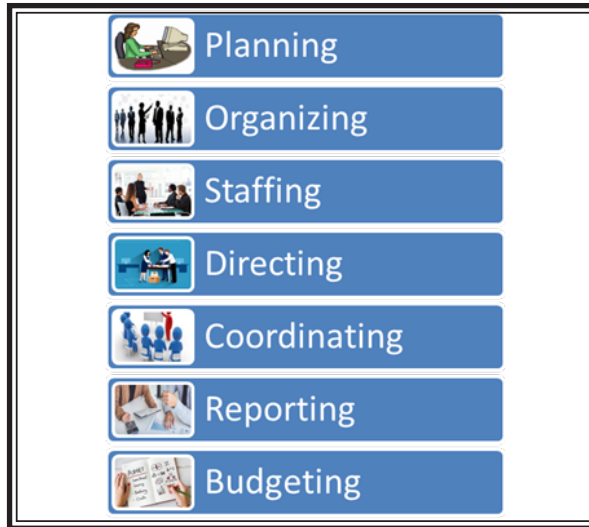 Planning
Organizing
Staffing
Directing
Coordinating
Reporting
Budgeting